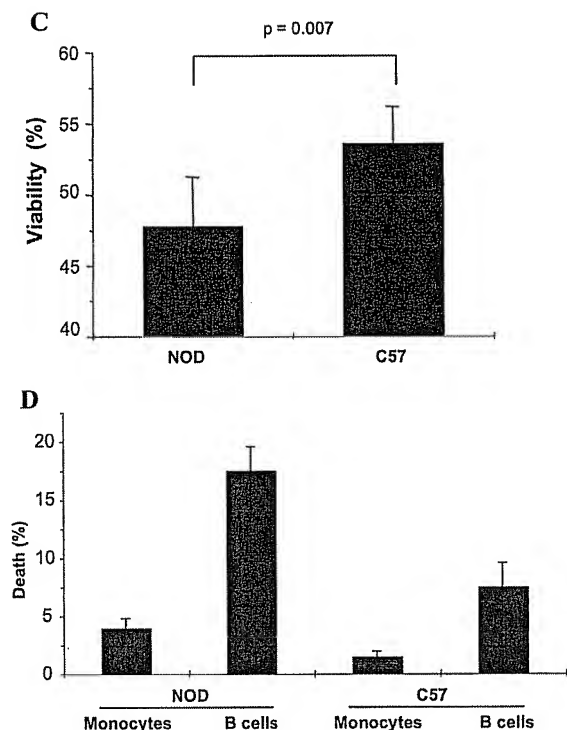 C
p = 0.007
Viability (%)
60
55
50
45
40
NOD C57
D
Death (%)
20
15
10
5
0
NOD C57
Monocytes B cells Monocytes B cells